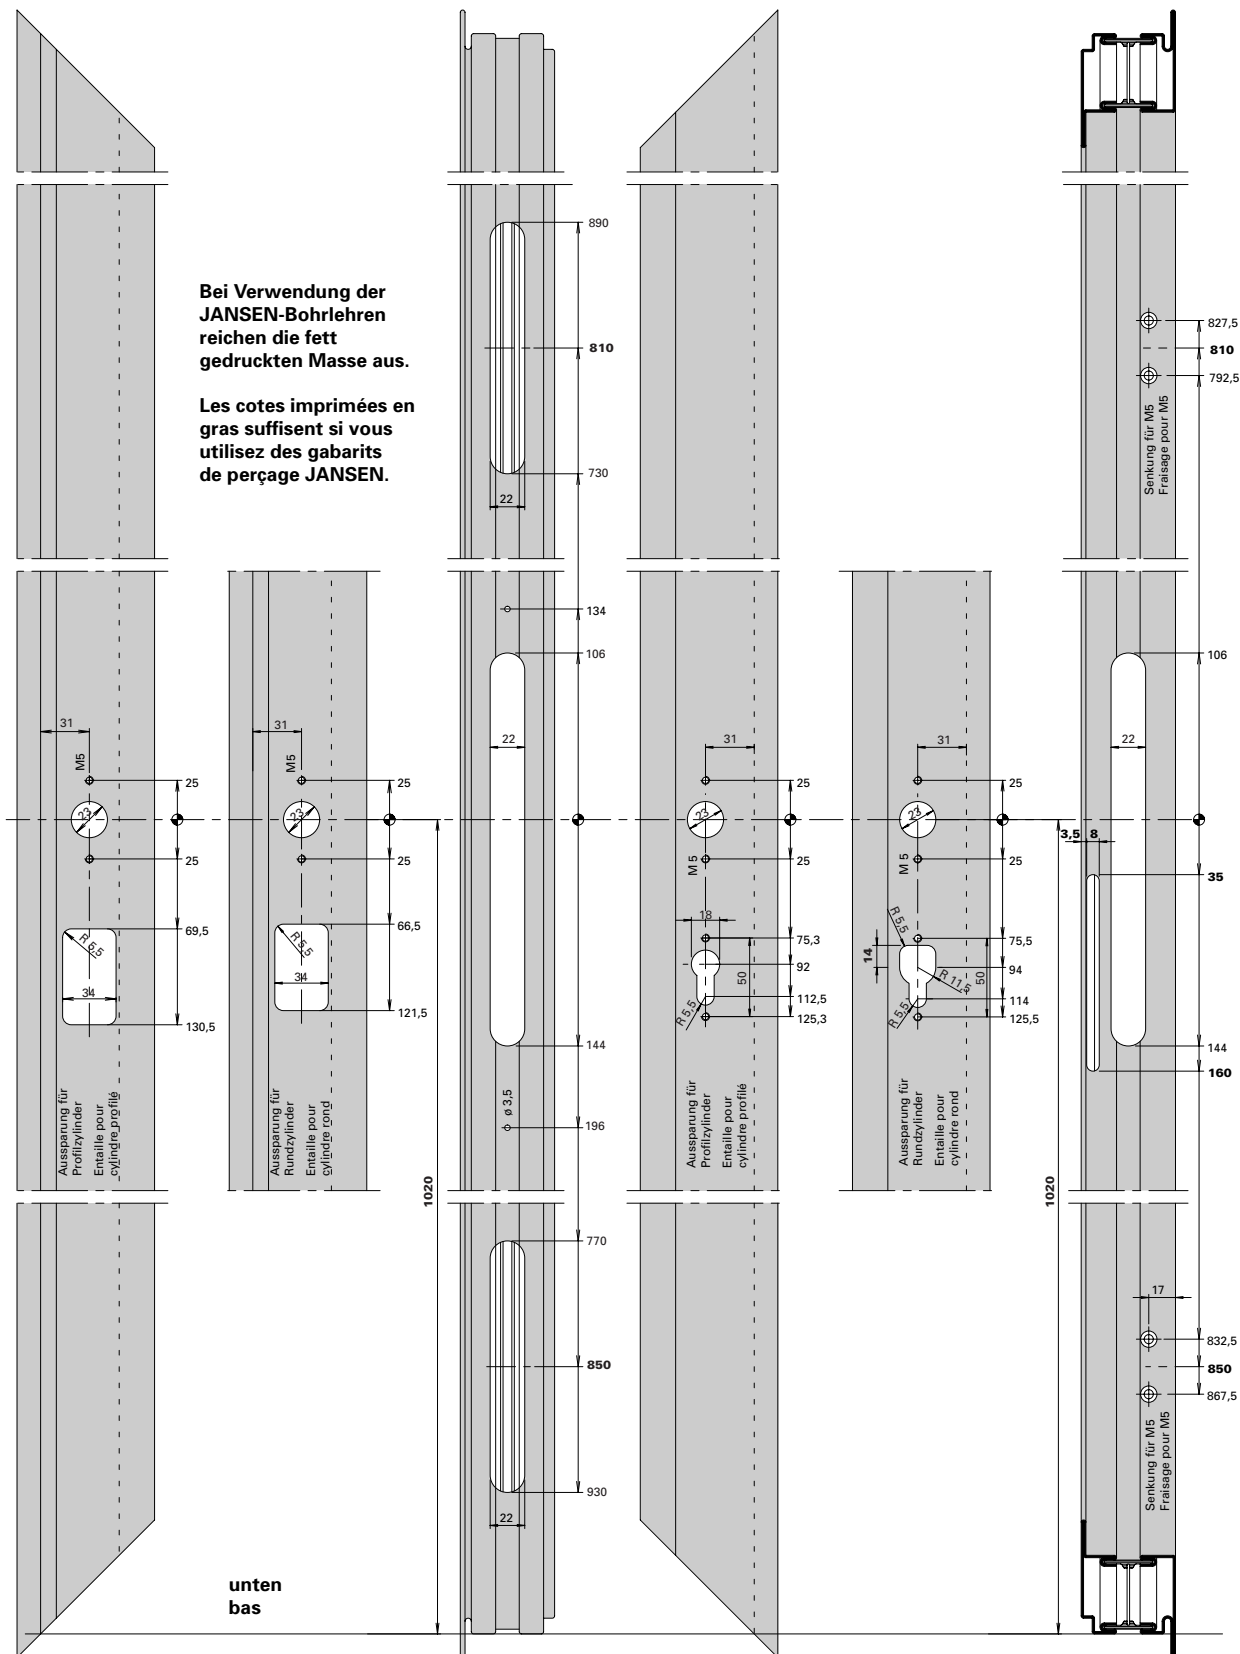 Bei Verwendung der
JANSEN-Bohrlehren
reichen die fett
gedruckten Masse aus.
Les cotes imprimées en
gras suffisent si vous
utilisez des gabarits
de perçage JANSEN.
890
810
730
22
134
106
22
144
ø 3,5
196
770
850
930
22
31
M5
25
23
25
69,5
R 5,5
34
130,5
Aussparung für
Profilzylinder
Entaille pour
cylindre profilé
31
M5
25
23
25
66,5
R 5,5
34
121,5
Aussparung für
Rundzylinder
Entaille pour
cylindre rond
1020
31
25
23
25
M 5
18
75,3
92
50
112,5
R 5,5
125,3
Aussparung für
Profilzylinder
Entaille pour
cylindre profilé
31
25
23
25
M 5
R 5,5
75,5
14
94
50
R 11,5
114
R 5,5
125,5
Aussparung für
Rundzylinder
Entaille pour
cylindre rond
1020
827,5
810
792,5
Senkung für M5
Fraisage pour M5
106
22
3,5
8
35
144
160
17
832,5
850
867,5
Senkung für M5
Fraisage pour M5
unten
bas